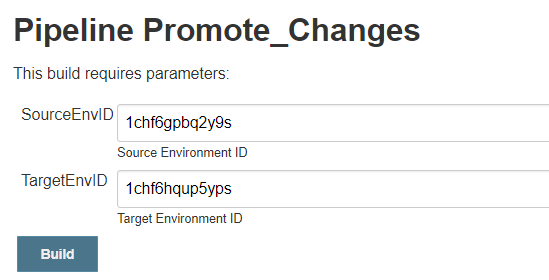 Pipeline Promote_Changes
This build requires parameters:
SourceEnvID 1chf6gpbq2y9s
Source Environment ID
TargetEnvID 1chf6hqup5yps
Target Environment ID
Build